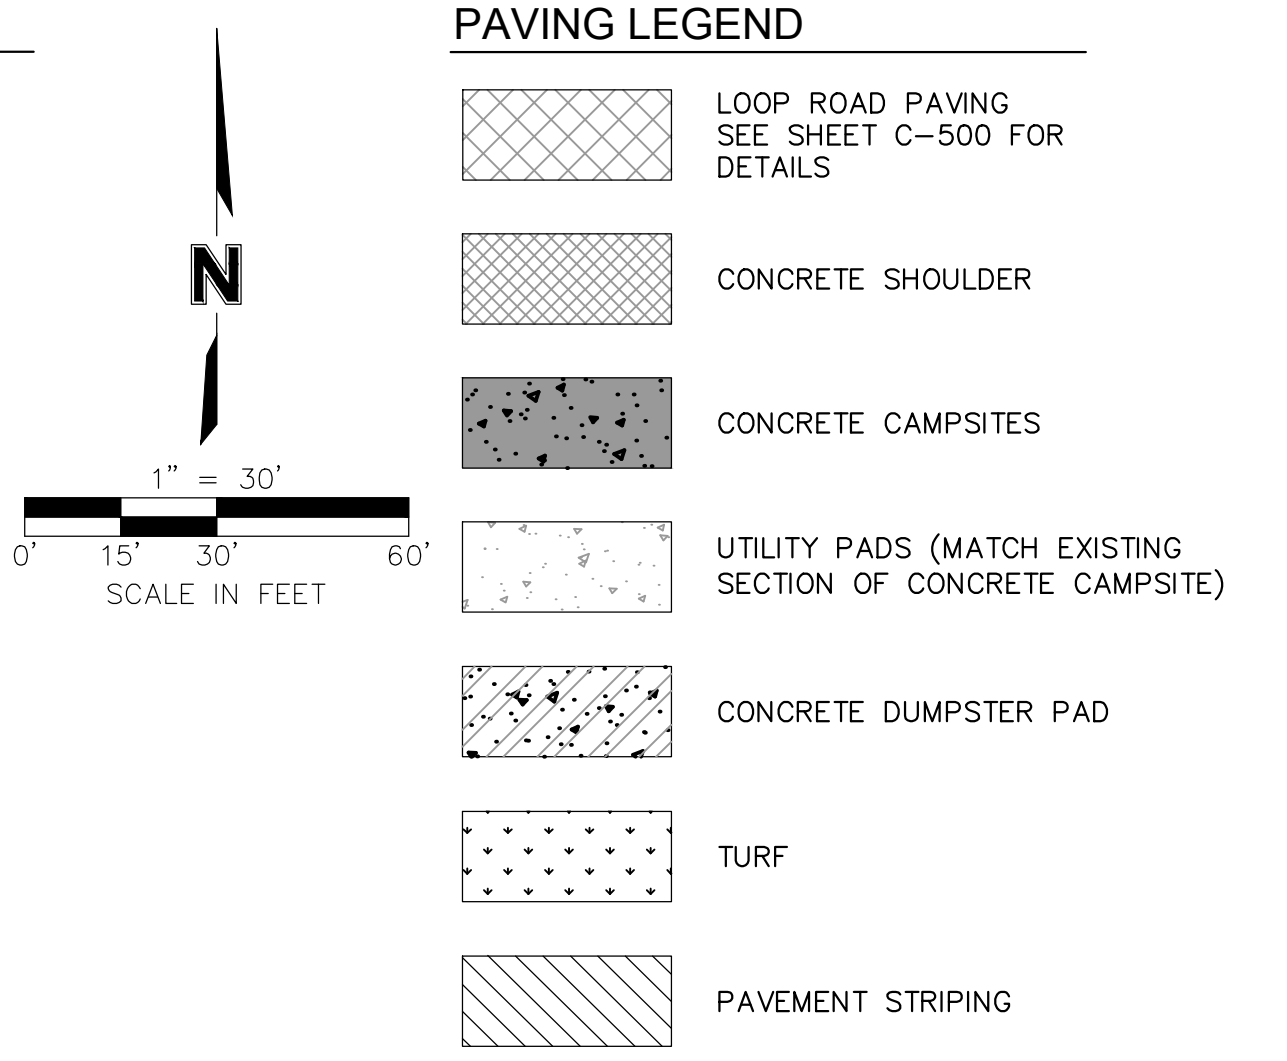 PAVING LEGEND
N
1" = 30'
0' 15' 30' 60'
SCALE IN FEET
LOOP ROAD PAVING
SEE SHEET C-500 FOR
DETAILS
CONCRETE SHOULDER
CONCRETE CAMPSITES
UTILITY PADS (MATCH EXISTING
SECTION OF CONCRETE CAMPSITE)
CONCRETE DUMPSTER PAD
TURF
PAVEMENT STRIPING